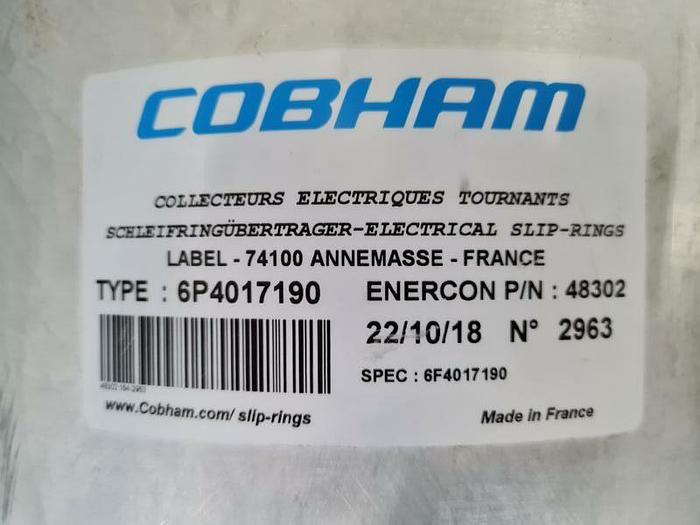 COBHAM
COLLECTEURS ELECTRIQUES TOURNANTS
SCHLEIFRINGÜBERTRAGER-ELECTRICAL SLIP-RINGS
LABEL - 74100 ANNEMASSE - FRANCE
TYPE : 6P4017190 ENERCON P/N : 48302
22/10/18 N° 2963
SPEC : 6F4017190
www.Cobham.com/ slip-rings
Made in France